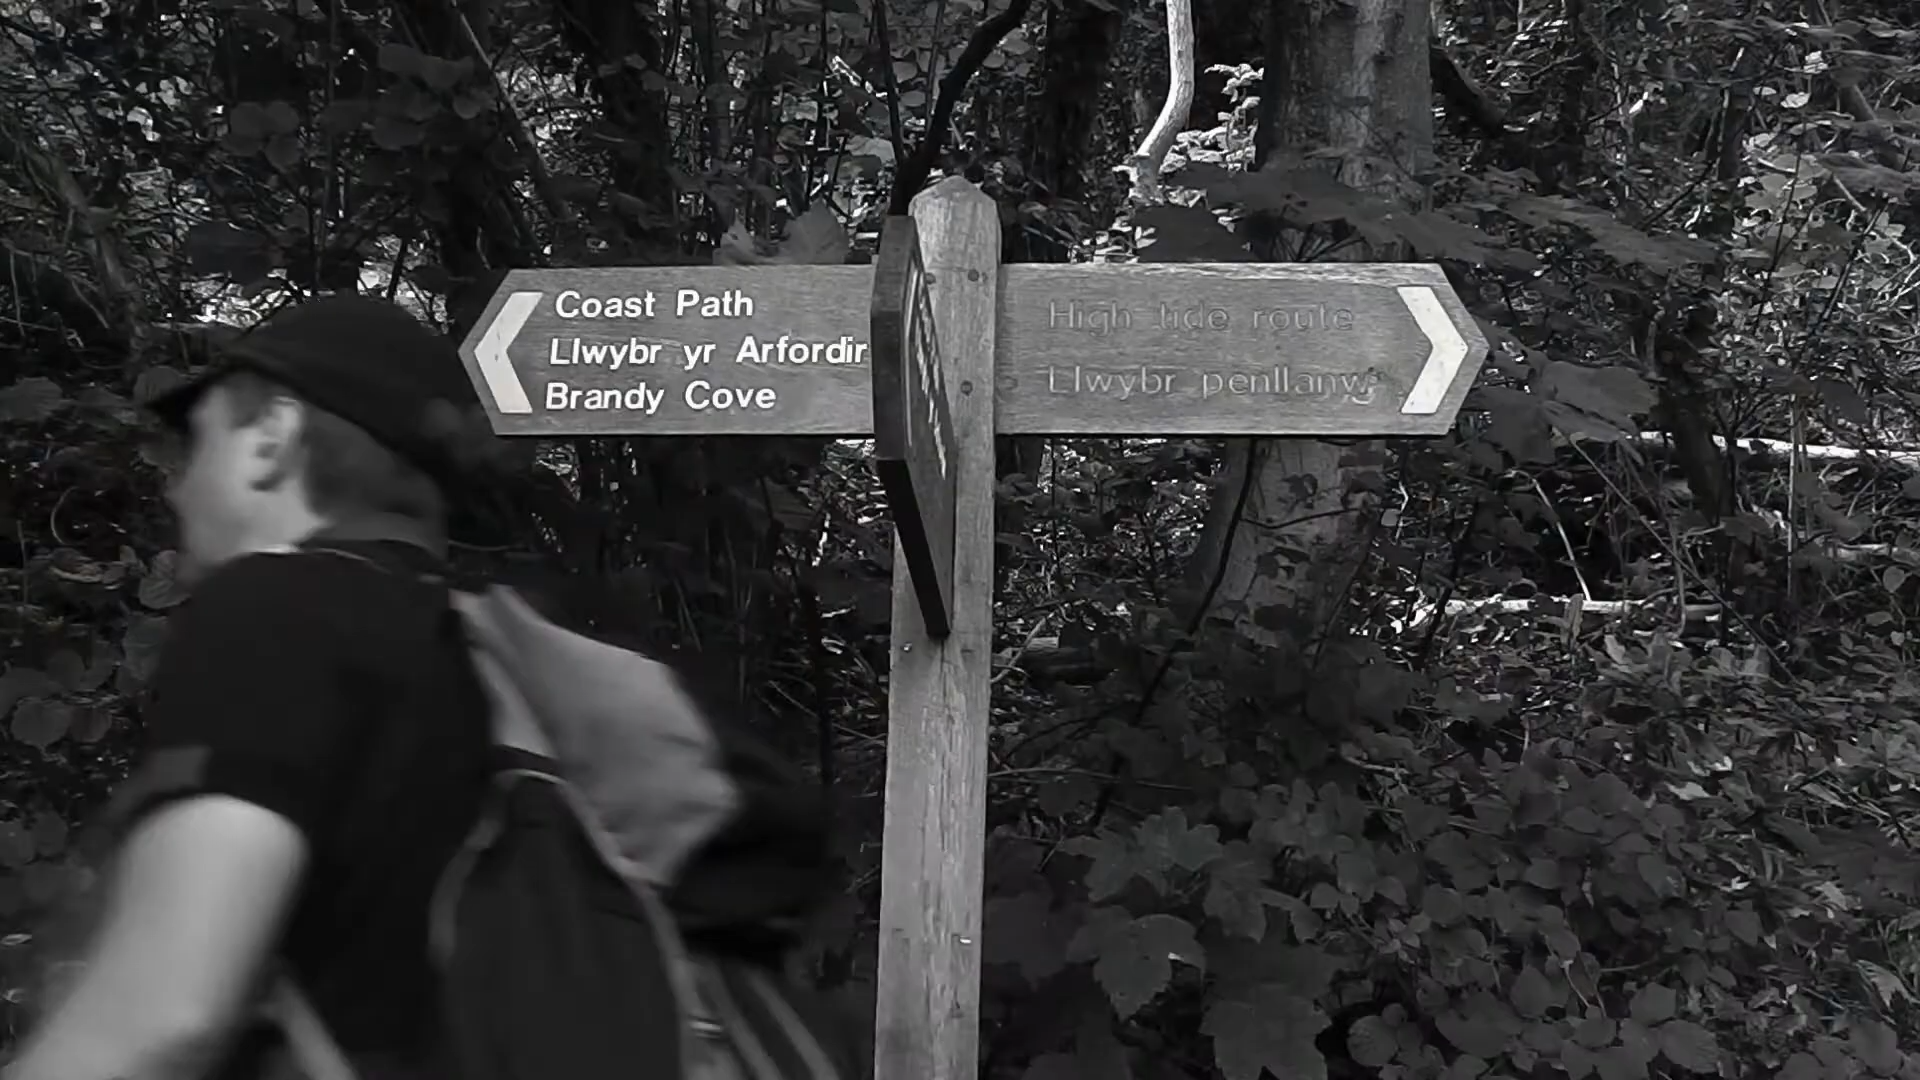 Coast Path
Llwybr yr Arfordir
Brandy Cove
High tide route
Llwybr penllanw